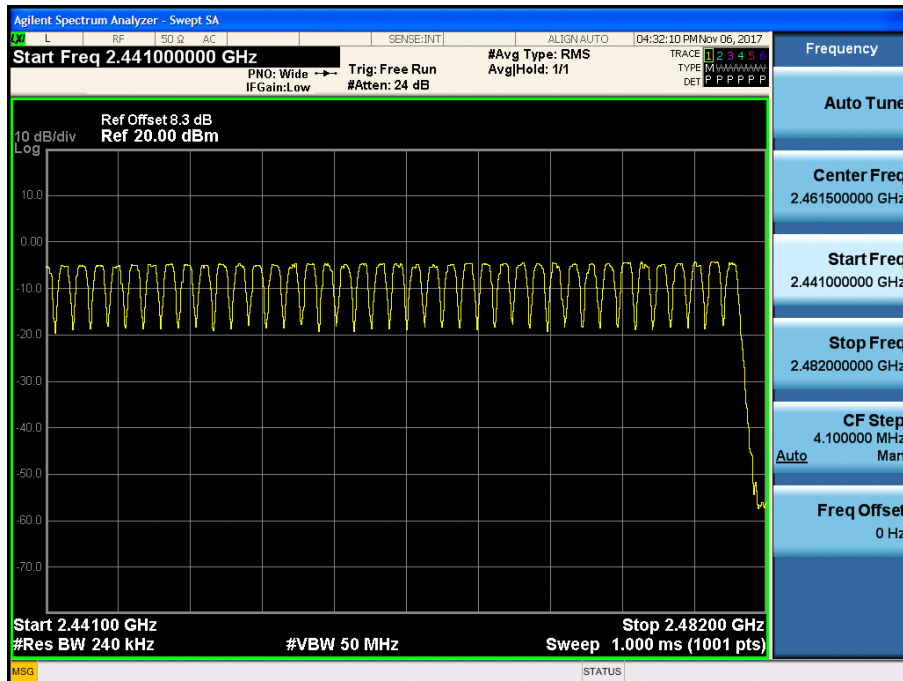 Agilent Spectrum Analyzer - Swept SA
LXI L RF 50 Ω AC SENSE:INT ALIGN AUTO 04:32:10 PM Nov 06, 2017
Start Freq 2.441000000 GHz
PNO: Wide
IFGain:Low
Trig: Free Run
#Atten: 24 dB
#Avg Type: RMS
Avg|Hold: 1/1
TRACE 1 2 3 4 5 6
TYPE M W W W W W
DET P P P P P P
Ref Offset 8.3 dB
10 dB/div Ref 20.00 dBm
Log
10.0
0.00
-10.0
-20.0
-30.0
-40.0
-50.0
-60.0
-70.0
Start 2.44100 GHz Stop 2.48200 GHz
#Res BW 240 kHz #VBW 50 MHz Sweep 1.000 ms (1001 pts)
MSG STATUS
Frequency
Auto Tune
Center Freq
2.461500000 GHz
Start Freq
2.441000000 GHz
Stop Freq
2.482000000 GHz
CF Step
4.100000 MHz
Auto Man
Freq Offset
0 Hz